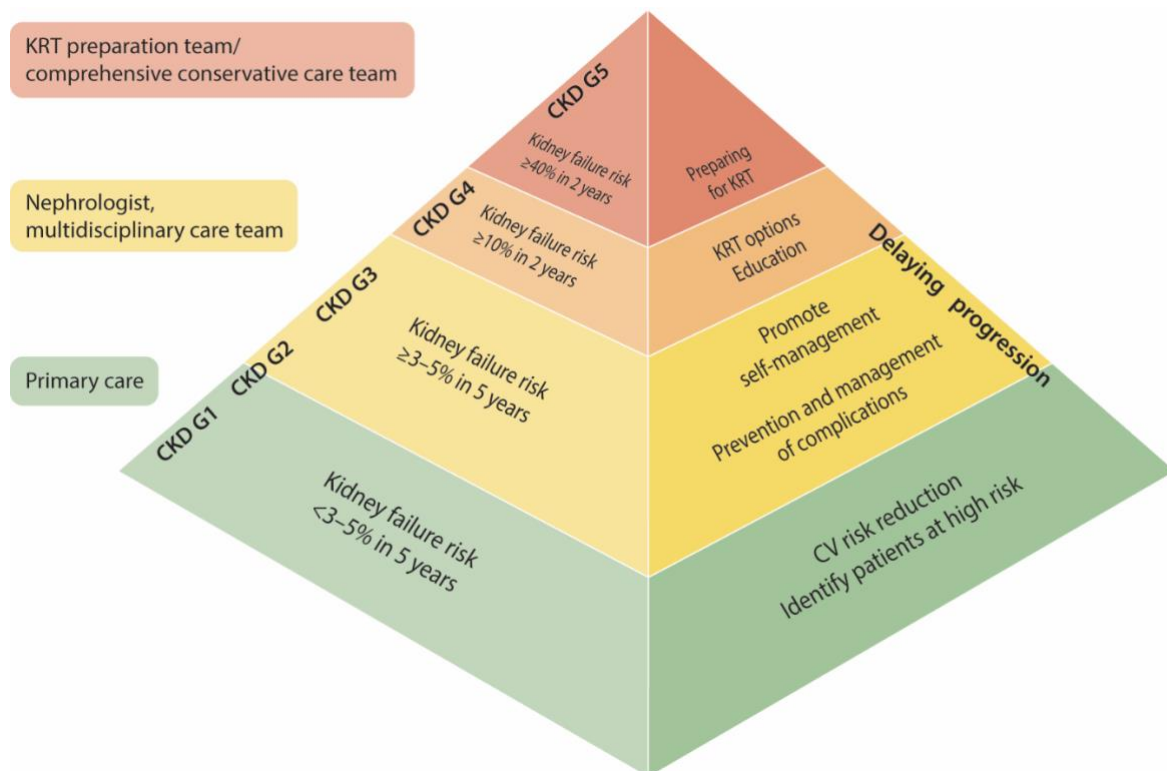 KRT preparation team/
comprehensive conservative care team
Nephrologist,
multidisciplinary care team
Primary care
CKD G5
CKD G4
CKD G3
CKD G2
CKD G1
Kidney failure risk
≥40% in 2 years
Kidney failure risk
≥10% in 2 years
Kidney failure risk
≥3–5% in 5 years
Kidney failure risk
<3–5% in 5 years
Preparing
for KRT
KRT options
Education
Promote
self-management
Prevention and management
of complications
CV risk reduction
Identify patients at high risk
Delaying progression